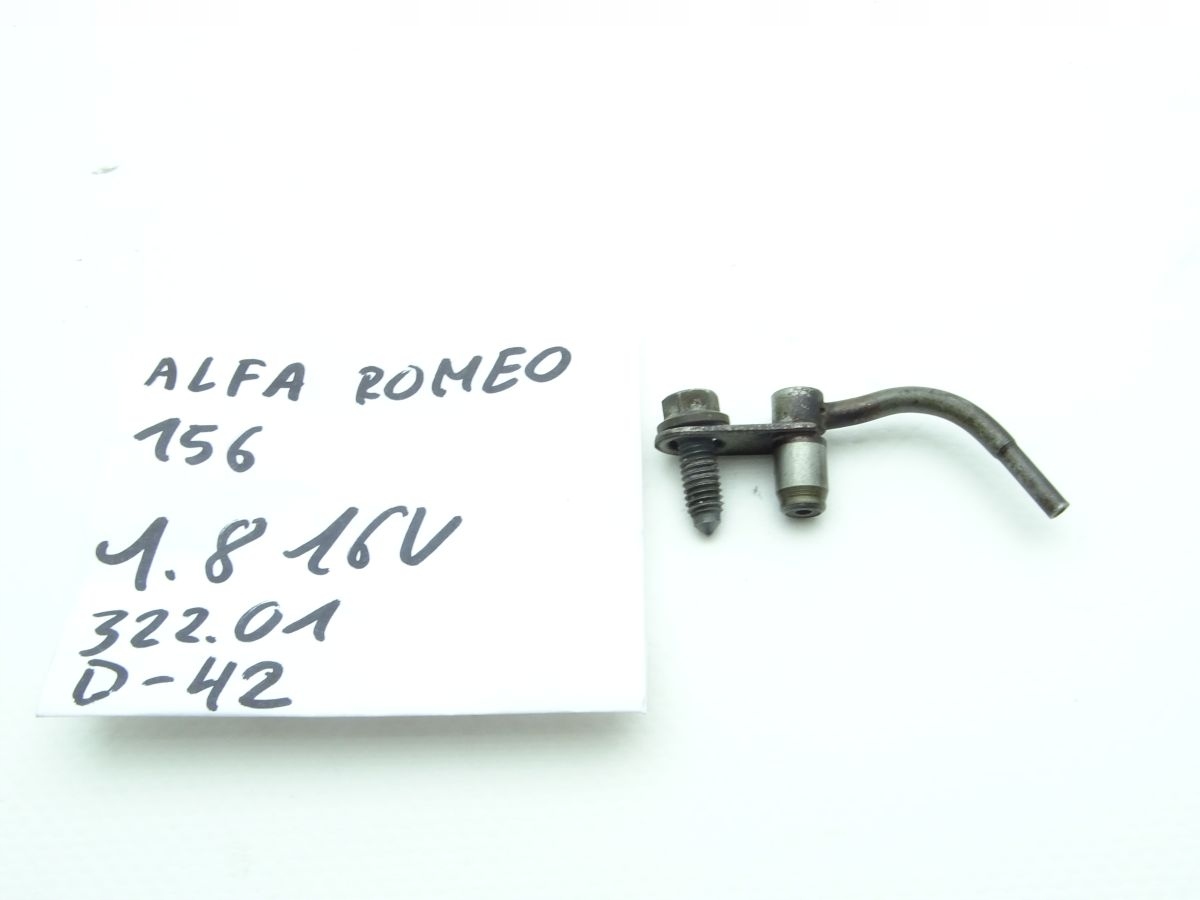 ALFA ROMEO
156
1.8 16V
322.01
D-42